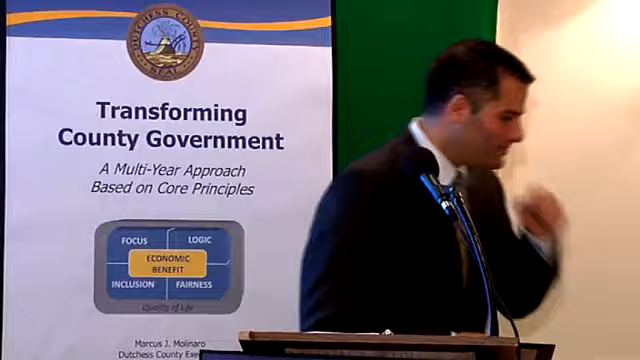 DUTCHESS COUNTY
SEAL
Transforming
County Government
A Multi-Year Approach
Based on Core Principles
FOCUS
LOGIC
ECONOMIC
BENEFIT
INCLUSION
FAIRNESS
Quality of Life
Marcus J. Molinaro
Dutchess County Exe